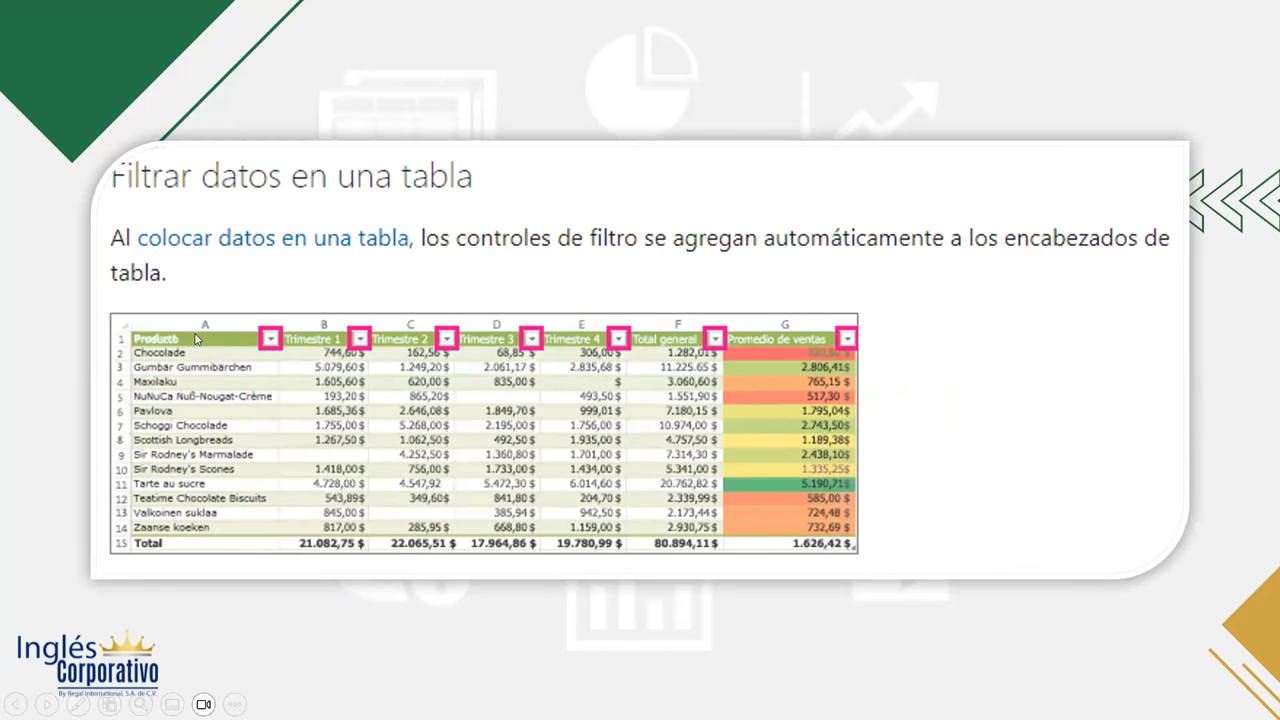 Filtrar datos en una tabla
Al colocar datos en una tabla, los controles de filtro se agregan automáticamente a los encabezados de
tabla.
A B C D E F G
1 Producto Trimestre 1 Trimestre 2 Trimestre 3 Trimestre 4 Total general Promedio de ventas
2 Chocolade 744,60$ 162,56$ 68,85 $ 306,00$ 1.282,01$
3 Gumbär Gummibärchen 5.079,60$ 1.249,20$ 2.061,17$ 2.835,68 $ 11.225.65 $ 2.806,41$
4 Maxilaku 1.605,60$ 620,00$ 835,00$ $ 3.060,60$ 765,15 $
5 NuNuCa Nuß-Nougat-Crème 193,20$ 865,20$ 493,50$ 1.551,90$ 517,30 $
6 Pavlova 1.685,36$ 2.646,08$ 1.849,70$ 999,01$ 7.180,15 $ 1.795,04$
7 Schoggi Chocolade 1.755,00$ 5.268,00$ 2.195,00$ 1.756,00$ 10.974,00 $ 2.743,50$
8 Scottish Longbreads 1.267,50$ 1.062,50$ 492,50$ 1.935,00$ 4.757,50 $ 1.189,38$
9 Sir Rodney's Marmalade 4.252,50$ 1.360,80$ 1.701,00$ 7.314,30 $ 2.438,10$
10 Sir Rodney's Scones 1.418,00$ 756,00$ 1.733,00$ 1.434,00$ 5.341,00 $ 1.335,25$
11 Tarte au sucre 4.728,00$ 4.547,92 5.472,30$ 6.014,60$ 20.762,82 $ 5.190,71$
12 Teatime Chocolate Biscuits 543,89$ 349,60$ 841,80$ 204,70$ 2.339,99$ 585,00 $
13 Valkoinen suklaa 845,00$ 385,94$ 942,50$ 2.173,44$ 724,48 $
14 Zaanse koeken 817,00$ 285,95$ 668,80$ 1.159,00$ 2.930,75$ 732,69 $
15 Total 21.082,75 $ 22.065,51 $ 17.964,86 $ 19.780,99 $ 80.894,11$ 1.626,42 $
Inglés
Corporativo
By Regal International, S.A. de C.V.